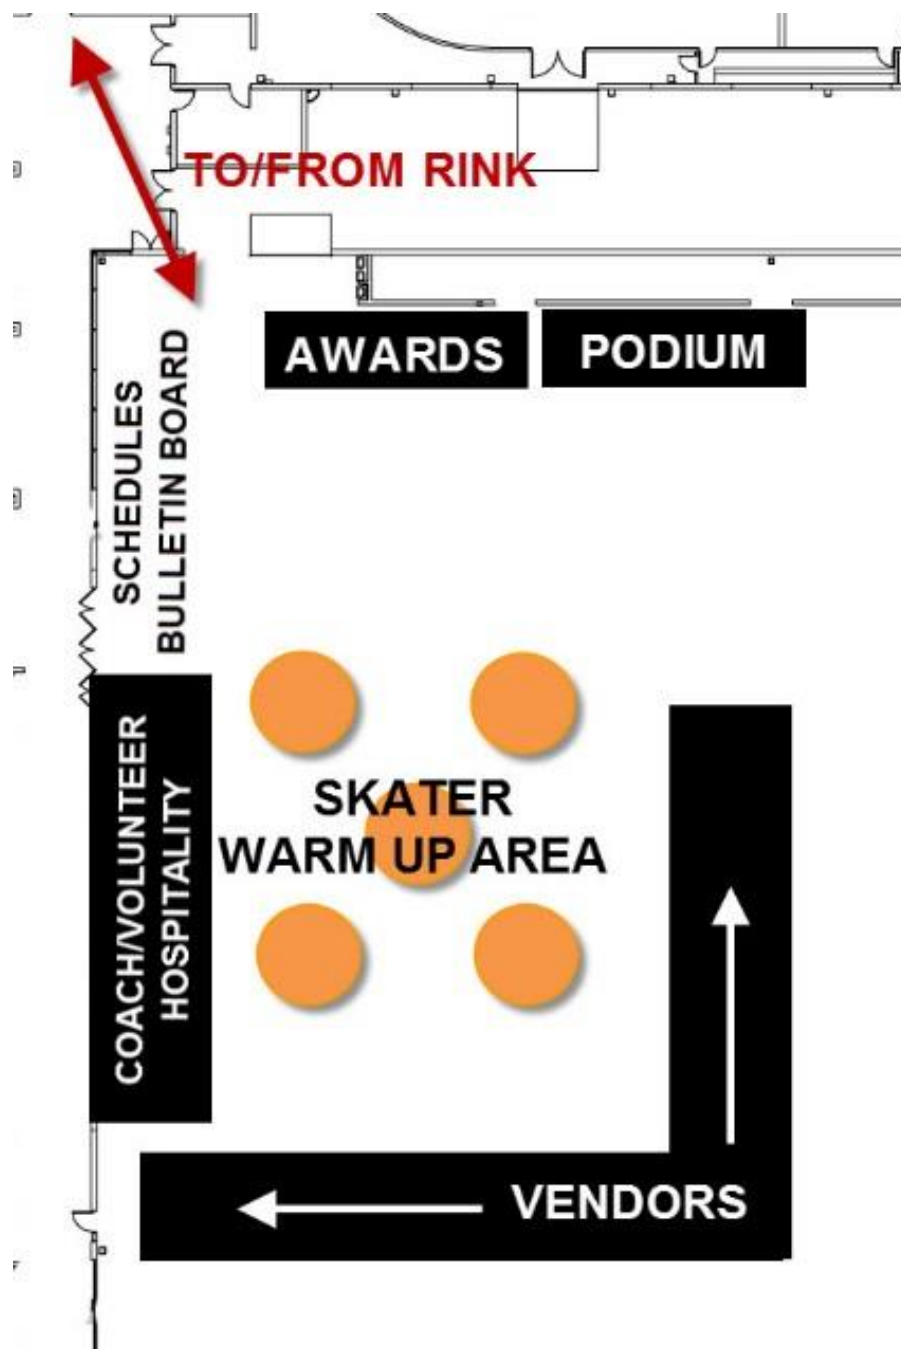 TO/FROM RINK
AWARDS
PODIUM
SCHEDULES
BULLETIN BOARD
SKATER
WARM UP AREA
COACH/VOLUNTEER
HOSPITALITY
VENDORS